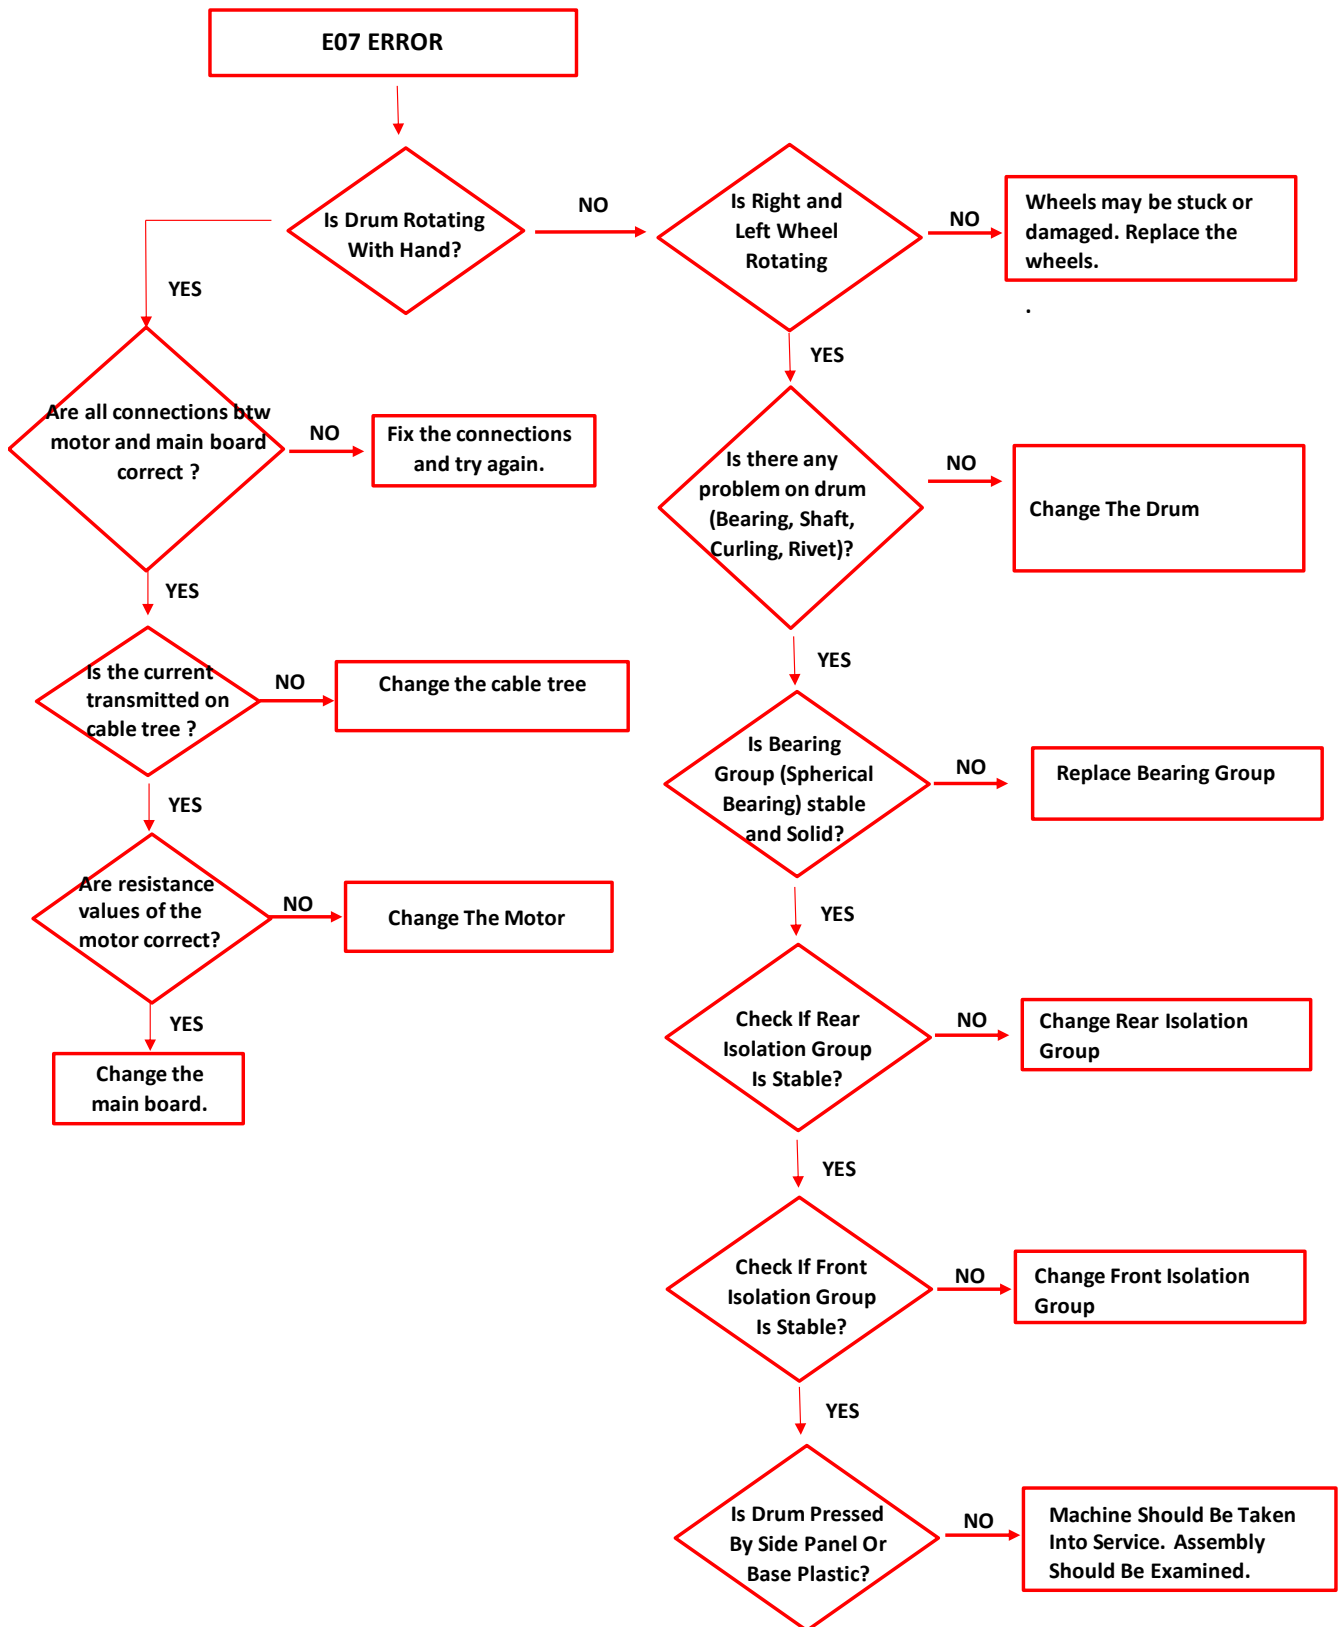 E07 ERROR
Is Drum Rotating
With Hand?
NO
Is Right and
Left Wheel
Rotating
NO
Wheels may be stuck or
damaged. Replace the
wheels.
.
YES
YES
Are all connections btw
motor and main board
correct ?
NO
Fix the connections
and try again.
Is there any
problem on drum
(Bearing, Shaft,
Curling, Rivet)?
NO
Change The Drum
YES
YES
Is the current
transmitted on
cable tree ?
NO
Change the cable tree
Is Bearing
Group (Spherical
Bearing) stable
and Solid?
NO
Replace Bearing Group
YES
YES
Are resistance
values of the
motor correct?
NO
Change The Motor
Check If Rear
Isolation Group
Is Stable?
NO
Change Rear Isolation
Group
YES
Change the
main board.
YES
Check If Front
Isolation Group
Is Stable?
NO
Change Front Isolation
Group
YES
Is Drum Pressed
By Side Panel Or
Base Plastic?
NO
Machine Should Be Taken
Into Service. Assembly
Should Be Examined.